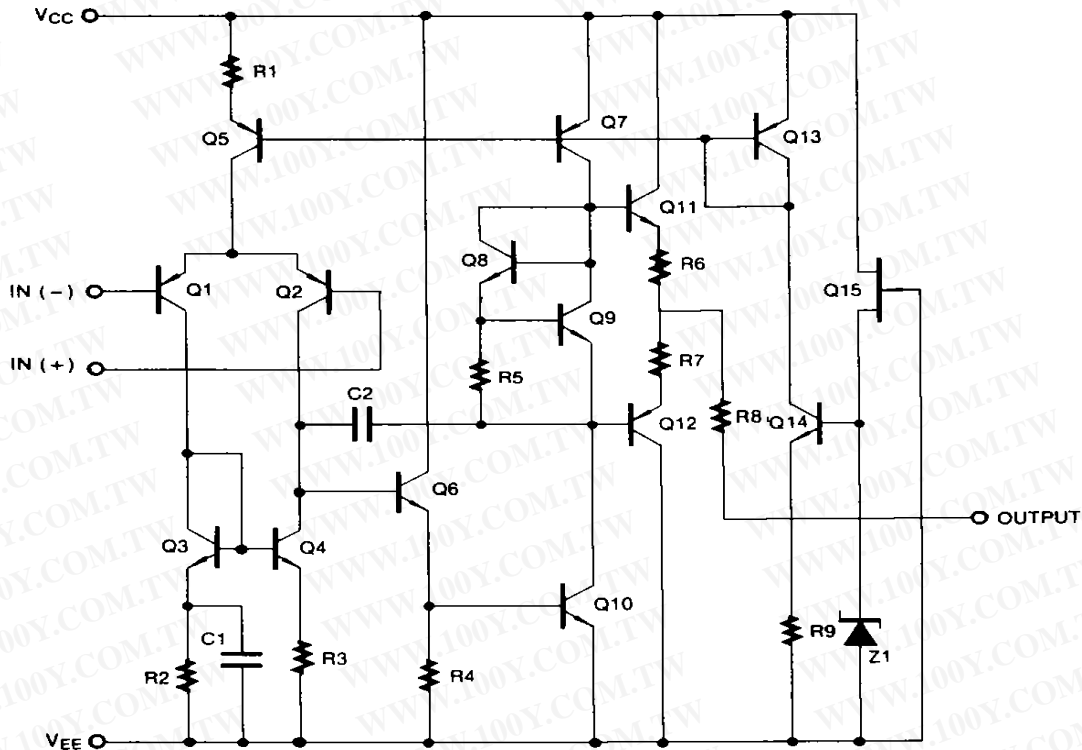 VCC
R1
Q5
Q7
Q13
Q11
Q8
R6
Q15
IN (-)
Q1
Q2
Q9
IN (+)
R5
R7
C2
Q12
R8
Q14
Q6
OUTPUT
Q3
Q4
Q10
C1
R9
R2
R3
R4
Z1
VEE
WWW.100Y.COM.TW